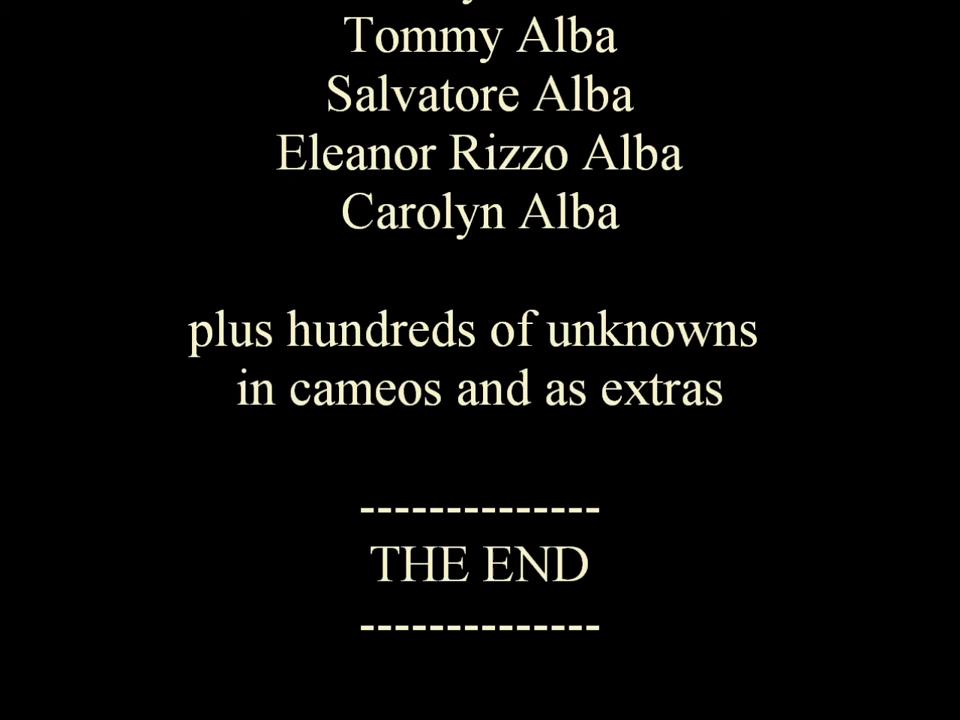 Tommy Alba
Salvatore Alba
Eleanor Rizzo Alba
Carolyn Alba
plus hundreds of unknowns
in cameos and as extras
--------------
THE END
--------------